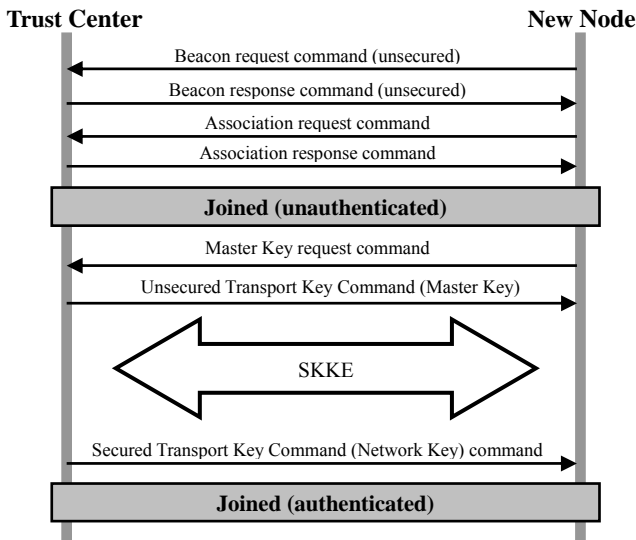 Trust Center
New Node
Beacon request command (unsecured)
Beacon response command (unsecured)
Association request command
Association response command
Joined (unauthenticated)
Master Key request command
Unsecured Transport Key Command (Master Key)
SKKE
Secured Transport Key Command (Network Key) command
Joined (authenticated)